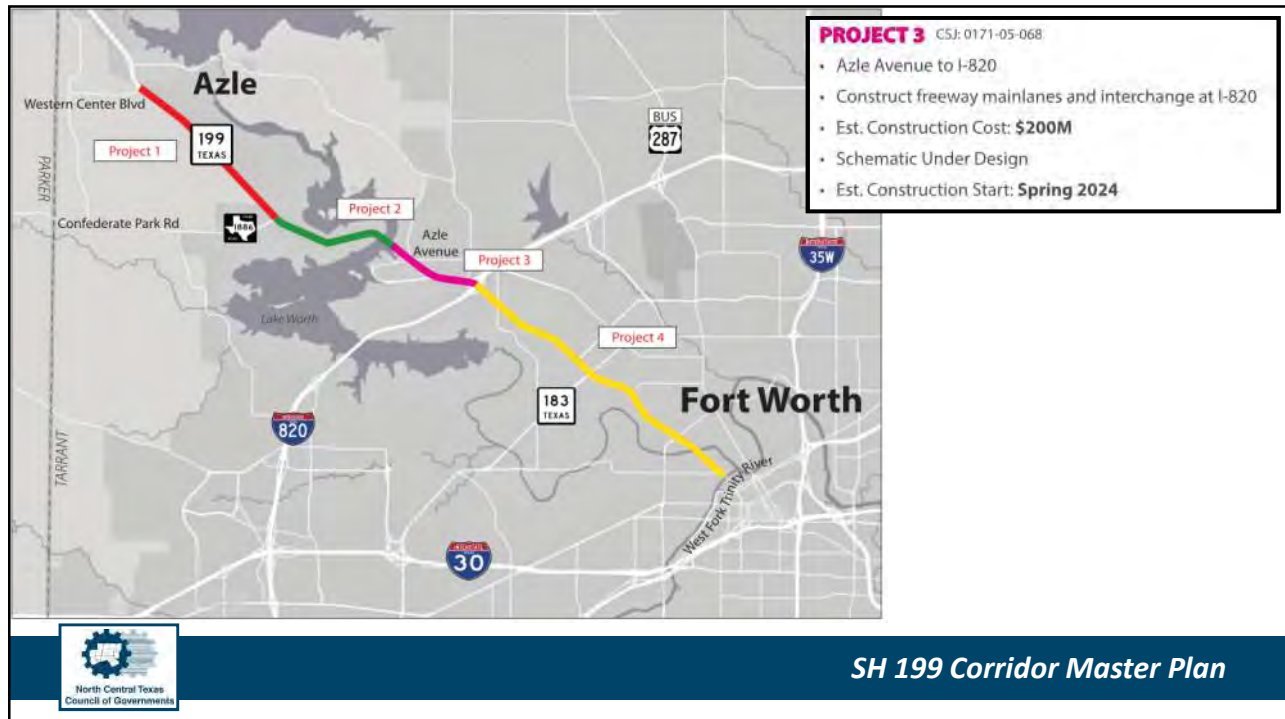 Azle
Western Center Blvd
199
TEXAS
Project 1
PARKER
Confederate Park Rd
1886
Project 2
Azle
Avenue
Project 3
BUS
287
35W
Lake Worth
Project 4
183
TEXAS
Fort Worth
820
TARRANT
West Fork Trinity River
30
PROJECT 3 CSJ: 0171-05-068
• Azle Avenue to I-820
• Construct freeway mainlanes and interchange at I-820
• Est. Construction Cost: $200M
• Schematic Under Design
• Est. Construction Start: Spring 2024
North Central Texas
Council of Governments
SH 199 Corridor Master Plan